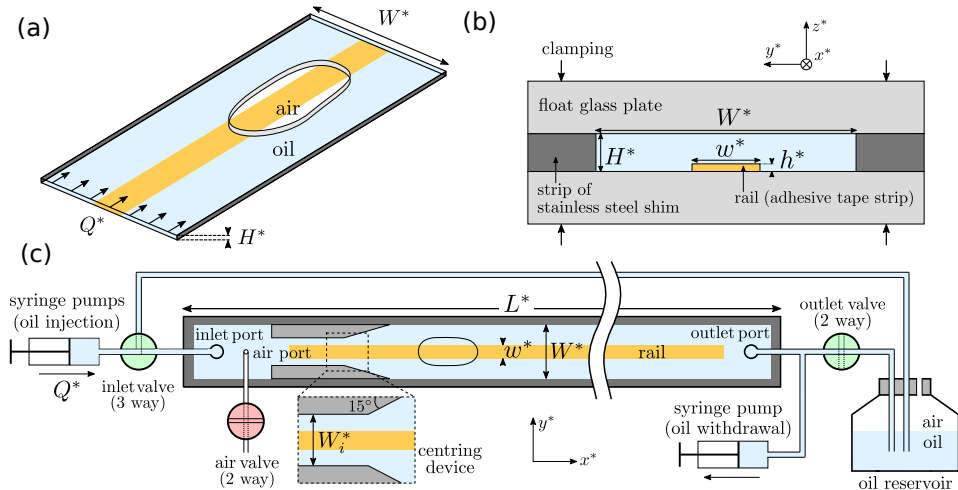 (a)
W*
air
oil
Q*
H*
(b)
z*
y*
x*
clamping
float glass plate
W*
H*
w*
h*
strip of
stainless steel shim
rail (adhesive tape strip)
(c)
syringe pumps
(oil injection)
Q*
inlet valve
(3 way)
L*
inlet port
air port
w*
W*
rail
outlet port
outlet valve
(2 way)
15°
W_i^*
centring
device
air valve
(2 way)
y*
x*
syringe pump
(oil withdrawal)
air
oil
oil reservoir